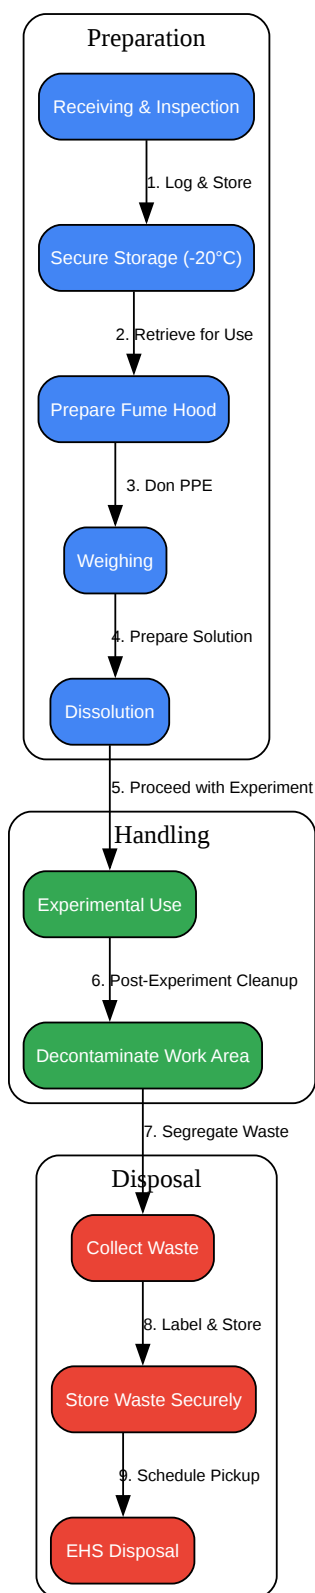 Preparation
Receiving & Inspection
1. Log & Store
Secure Storage (-20°C)
2. Retrieve for Use
Prepare Fume Hood
3. Don PPE
Weighing
4. Prepare Solution
Dissolution
5. Proceed with Experiment
Handling
Experimental Use
6. Post-Experiment Cleanup
Decontaminate Work Area
7. Segregate Waste
Disposal
Collect Waste
8. Label & Store
Store Waste Securely
9. Schedule Pickup
EHS Disposal